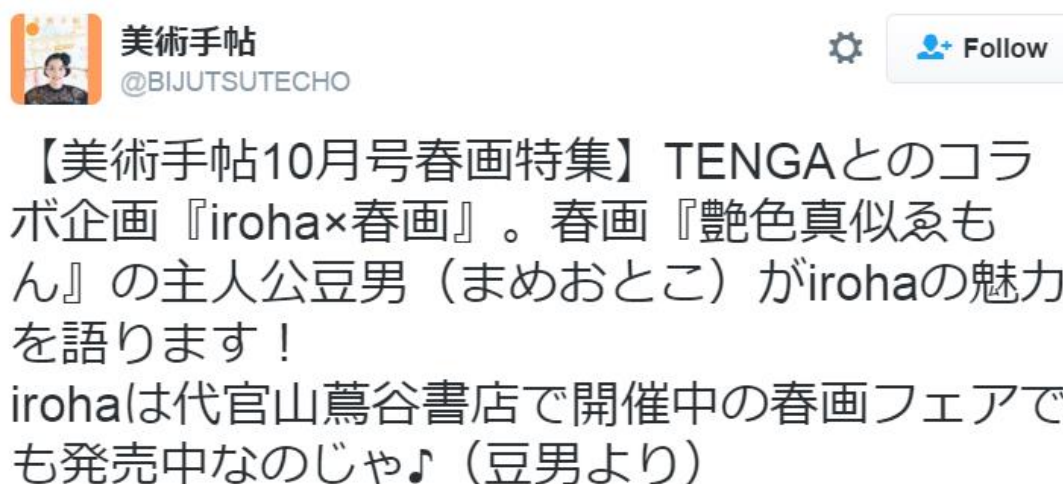 美術手帖
@BIJUTSUTECHO
Follow
【美術手帖10月号春画特集】TENGAとのコラ
ボ企画『iroha×春画』。春画『艶色真似ゑも
ん』の主人公豆男（まめおとこ）がirohaの魅力
を語ります！
irohaは代官山蔦谷書店で開催中の春画フェアで
も発売中なのじゃ♪（豆男より）